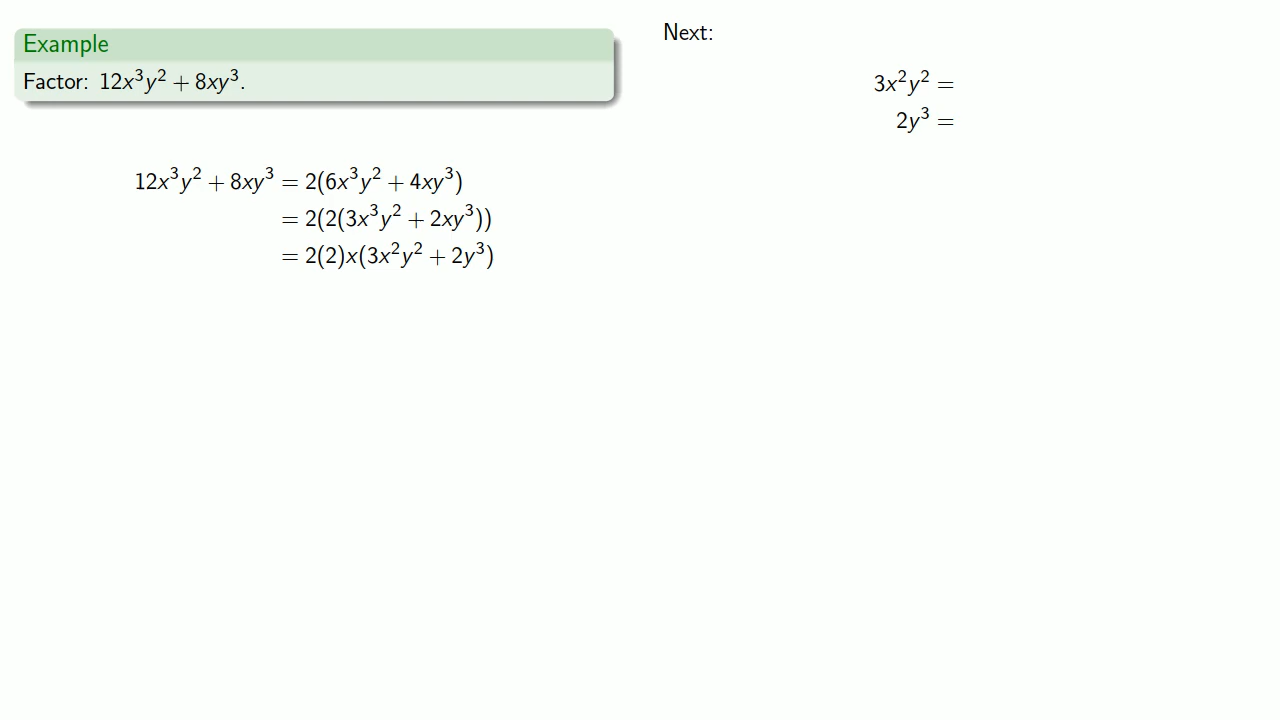 Example
Factor: 12x³y² + 8xy³.
12x³y² + 8xy³ = 2(6x³y² + 4xy³)
= 2(2(3x³y² + 2xy³))
= 2(2)x(3x²y² + 2y³)
Next:
3x²y² =
2y³ =